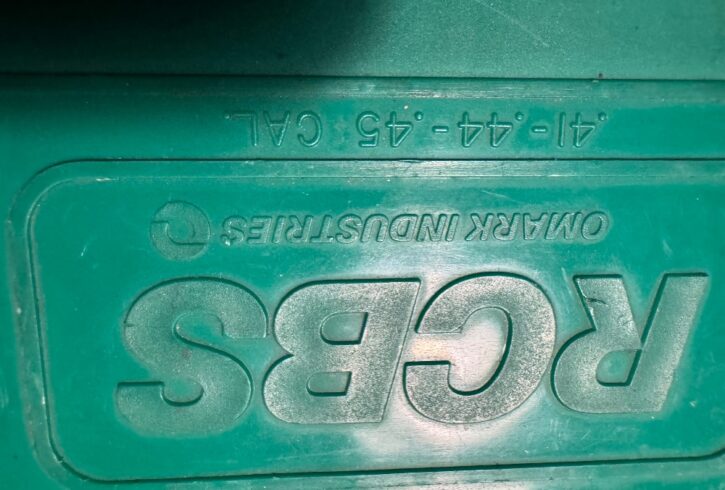 RCBS
OMARK INDUSTRIES
.41-.44-.45 CAL.